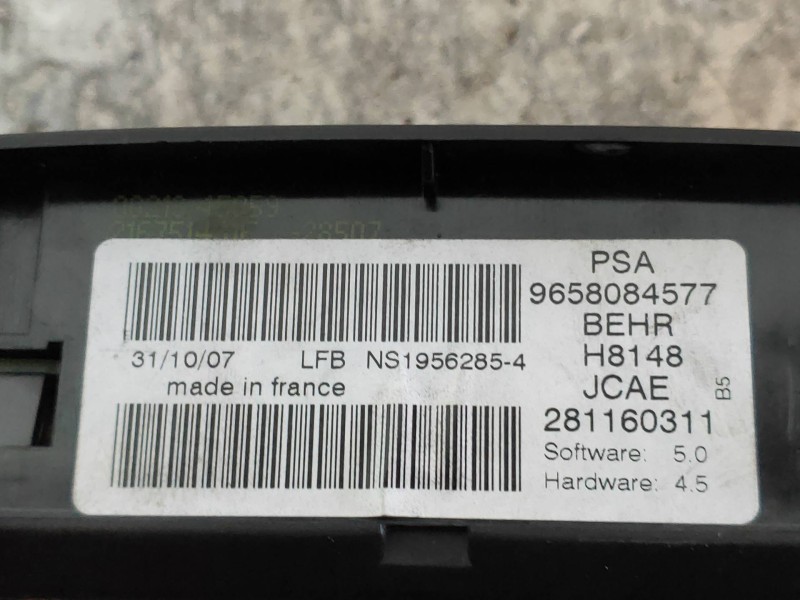 PSA
9658084577
BEHR
H8148
JCAE
281160311
Software: 5.0
Hardware: 4.5
B5
31/10/07 LFB NS1956285-4
made in france